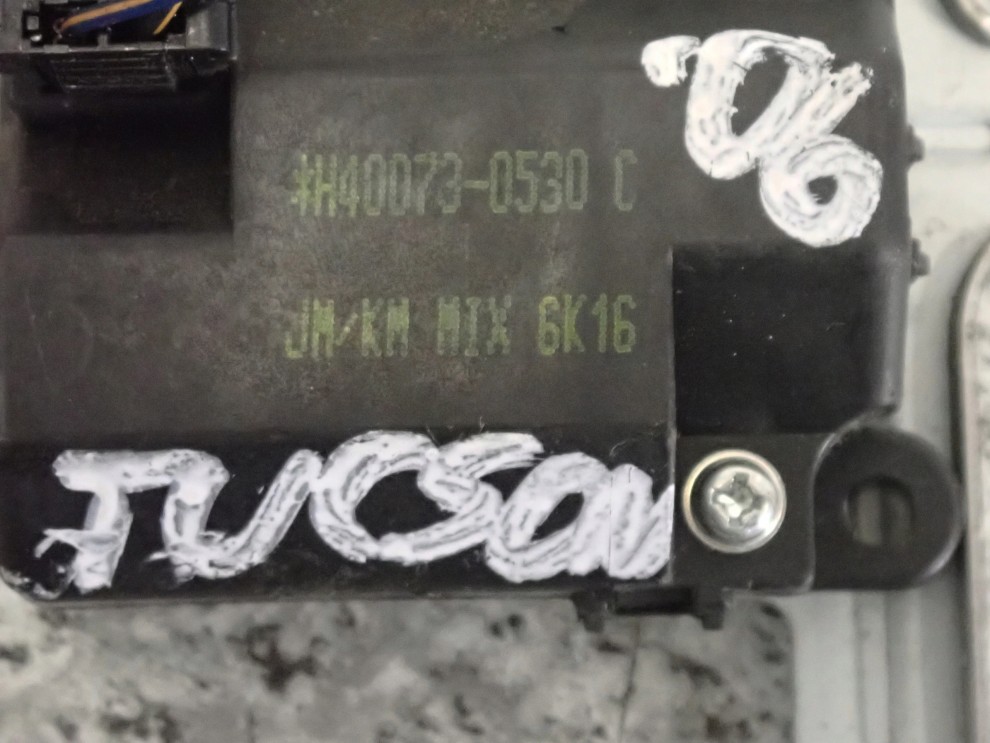 '06
*H40073-0530 C
JM/KM MIX 6K16
TUCSON